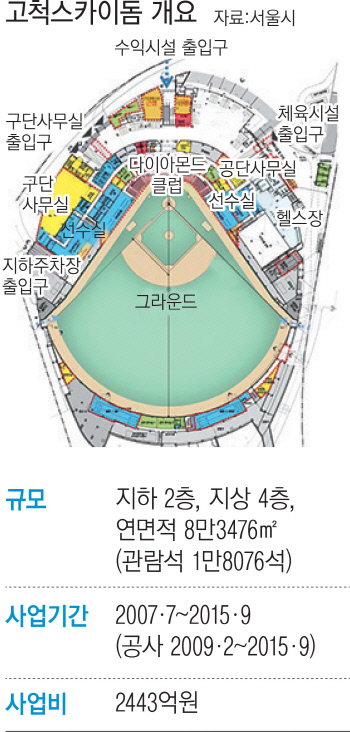 고척스카이돔 개요 자료:서울시
수익시설 출입구
구단사무실
출입구
체육시설
출입구
다이아몬드
클럽
공단사무실
구단
사무실
선수실
선수실
헬스장
지하주차장
출입구
그라운드
규모 지하 2층, 지상 4층,
연면적 8만3476㎡
(관람석 1만8076석)
사업기간 2007·7~2015·9
(공사 2009·2~2015·9)
사업비 2443억원